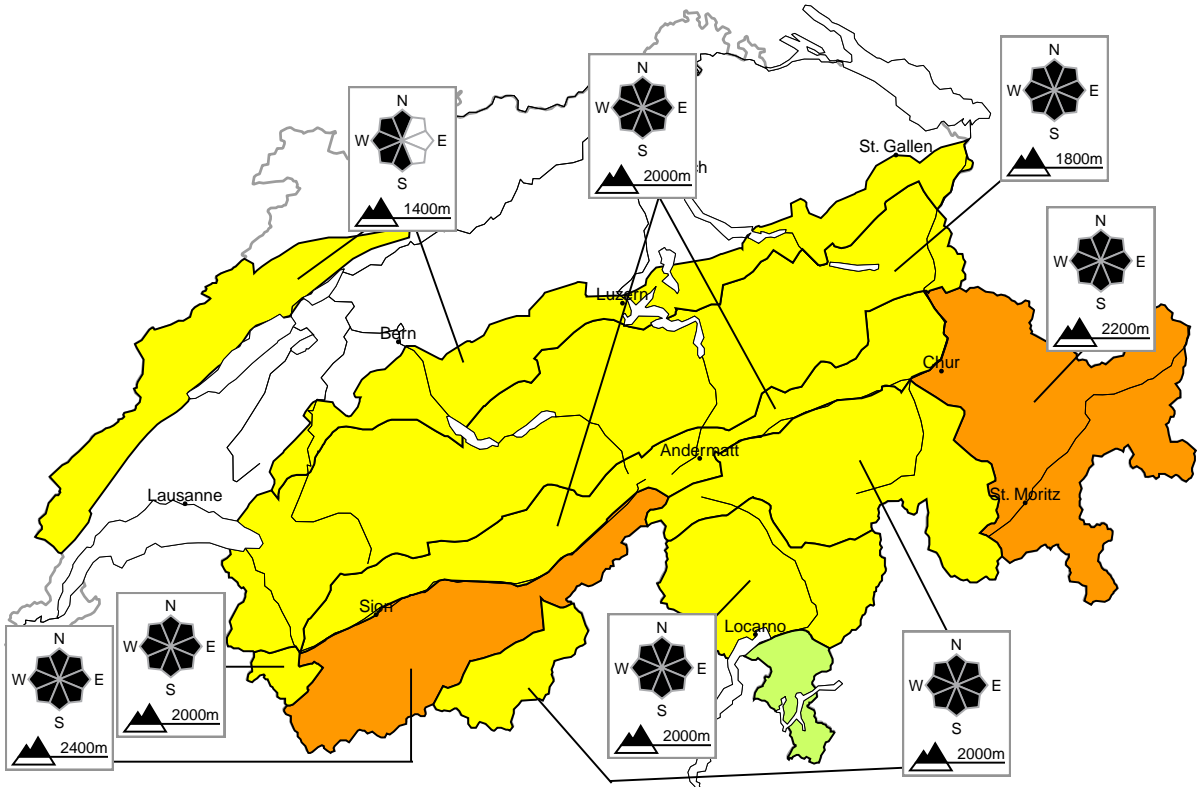 N
W E
S
1400m
N
W E
S
2000m
N
W E
S
1800m
N
W E
S
2200m
St. Gallen
ch
Luzern
Bern
Chur
Andermatt
Lausanne
St. Moritz
Sion
Locarno
N
W E
S
2400m
N
W E
S
2000m
N
W E
S
2000m
N
W E
S
2000m